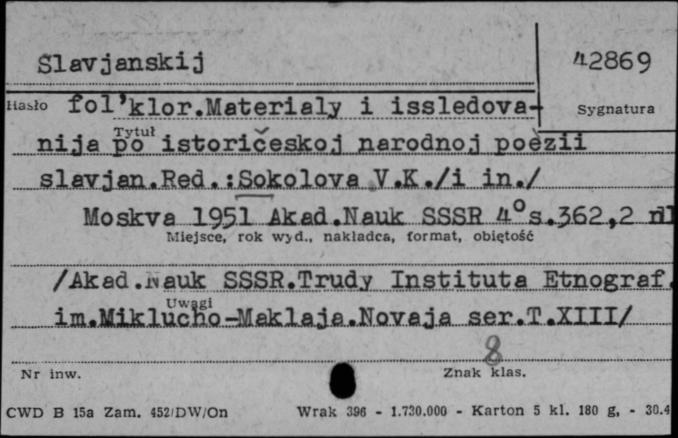 Slavjanskij
42869
Hasło fol'klor.Materialy i issledova-
Sygnatura
nija po istoričeskoj narodnoj poèzii
Tytuł
slavjan.Red.:Sokolova V.K./i in./
Moskva 1951 Akad.Nauk SSSR 4°s.362,2 nl
Miejsce, rok wyd., nakładca, format, objętość
/Akad.Nauk SSSR.Trudy Instituta Etnograf.
Uwagi
im.Miklucho-Maklaja.Novaja ser.T.XIII/
8
Nr inw.
Znak klas.
CWD B 15a Zam. 452/DW/On Wrak 396 - 1.730.000 - Karton 5 kl. 180 g, - 30.4